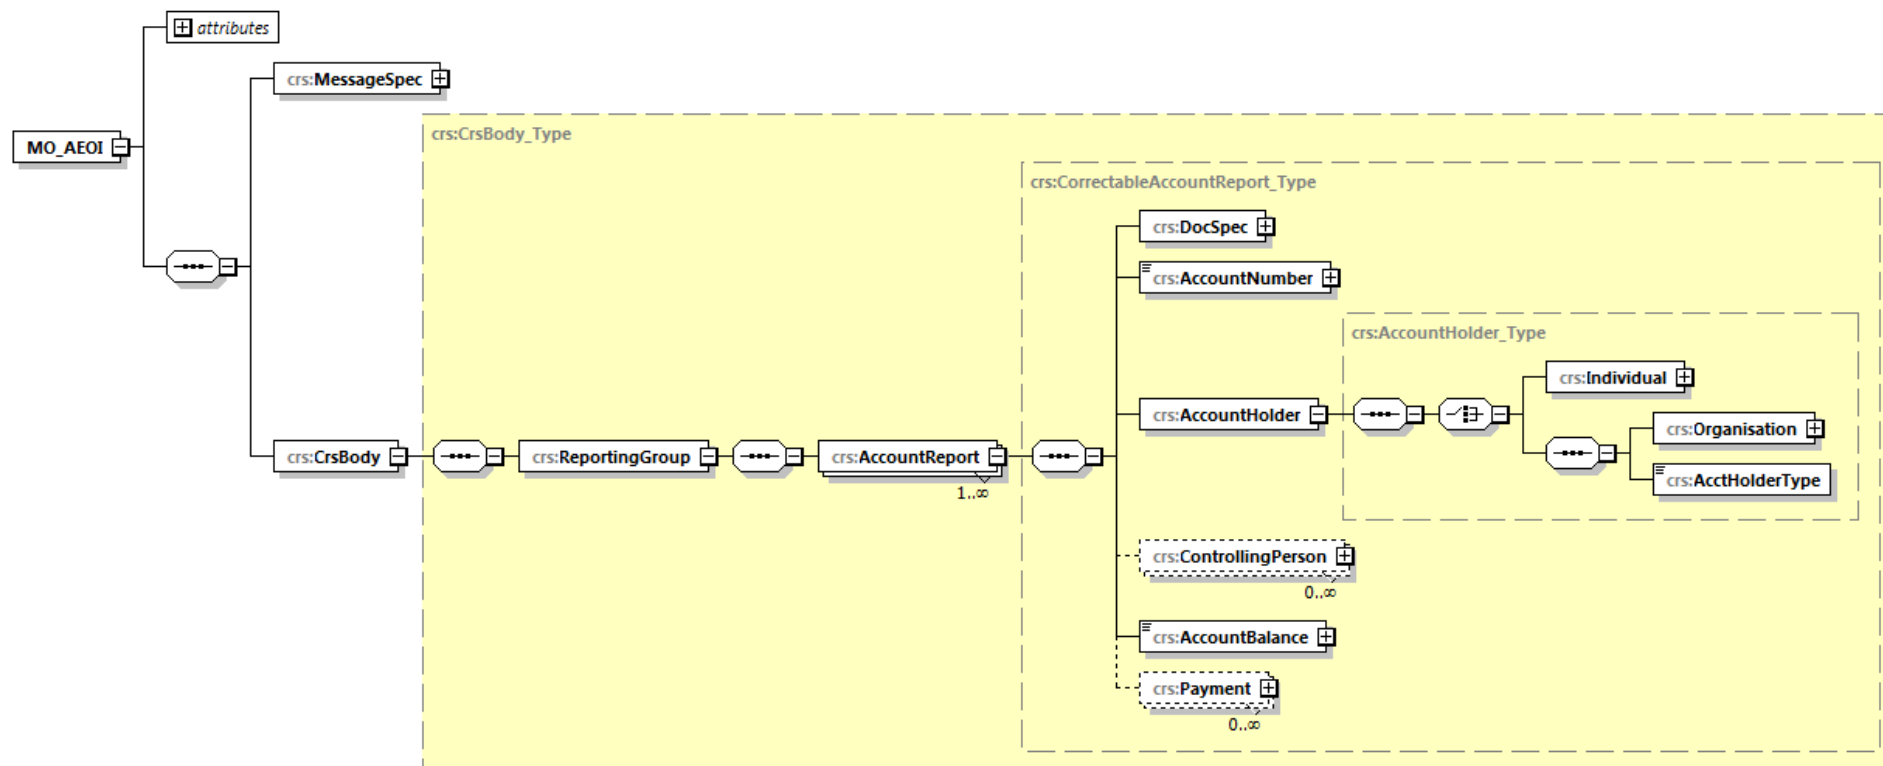 attributes
crs:MessageSpec
MO_AEOI
crs:CrsBody_Type
crs:CorrectableAccountReport_Type
crs:DocSpec
crs:AccountNumber
crs:AccountHolder_Type
crs:Individual
crs:AccountHolder
crs:Organisation
crs:CrsBody
crs:ReportingGroup
crs:AccountReport
1..∞
crs:AcctHolderType
crs:ControllingPerson
0..∞
crs:AccountBalance
crs:Payment
0..∞